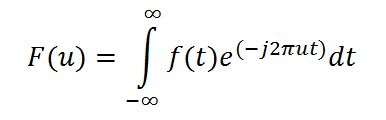 F(u) = ∫_{-∞}^{∞} f(t)e^{(-j2πut)}dt